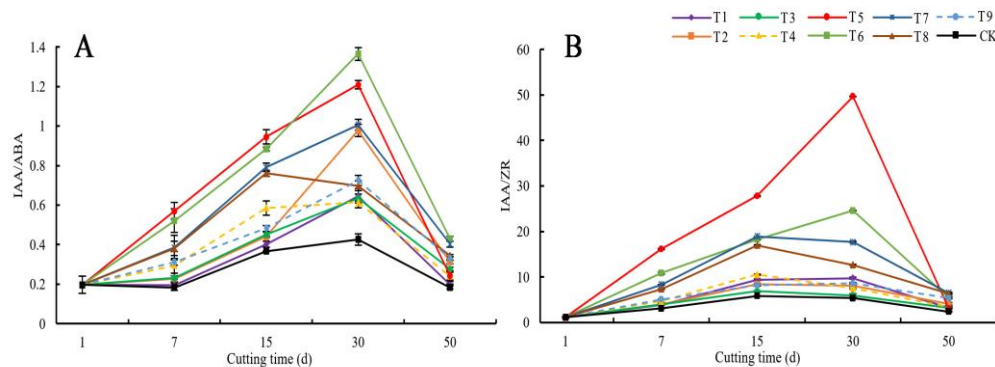 T1 T3 T5 T7 T9
T2 T4 T6 T8 CK
A
1.4
1.2
1
0.8
0.6
0.4
0.2
0
IAA/ABA
1 7 15 30 50
Cutting time (d)
B
60
50
40
30
20
10
0
IAA/ZR
1 7 15 30 50
Cutting time (d)